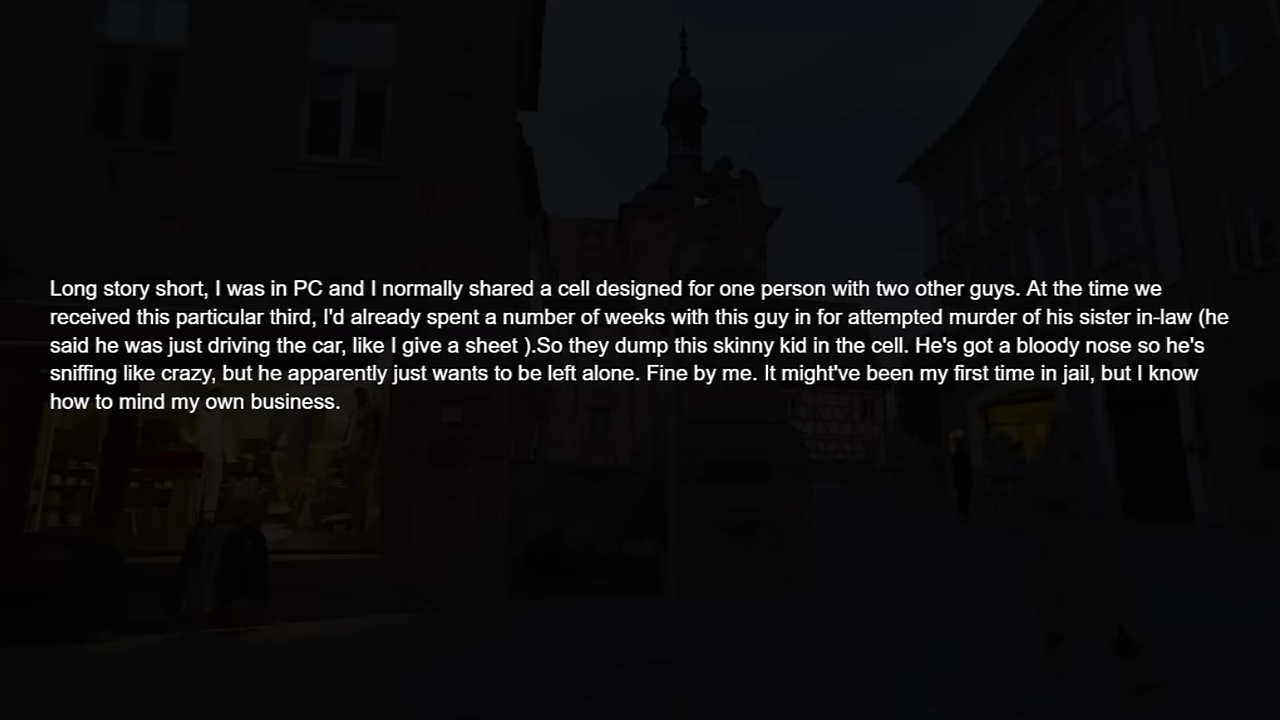 Long story short, I was in PC and I normally shared a cell designed for one person with two other guys. At the time we
received this particular third, I'd already spent a number of weeks with this guy in for attempted murder of his sister in-law (he
said he was just driving the car, like I give a sheet ).So they dump this skinny kid in the cell. He's got a bloody nose so he's
sniffing like crazy, but he apparently just wants to be left alone. Fine by me. It might've been my first time in jail, but I know
how to mind my own business.